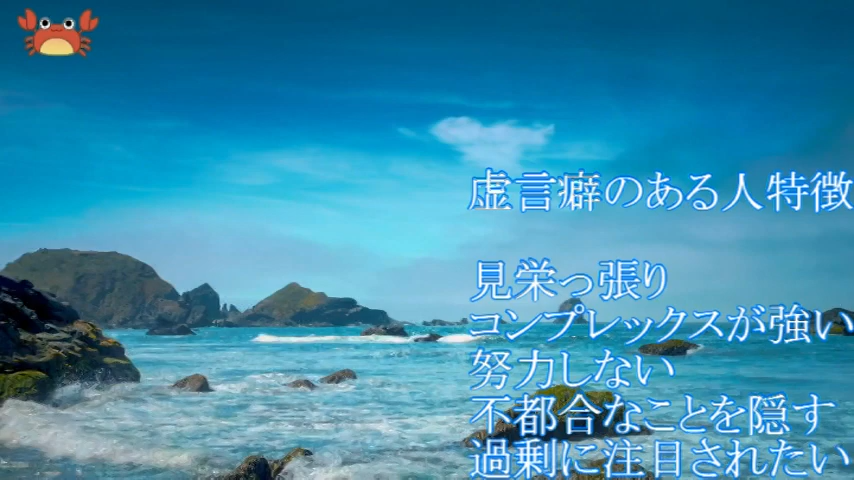 虚言癖のある人特徴
見栄っ張り
コンプレックスが強い
努力しない
不都合なことを隠す
過剰に注目されたい